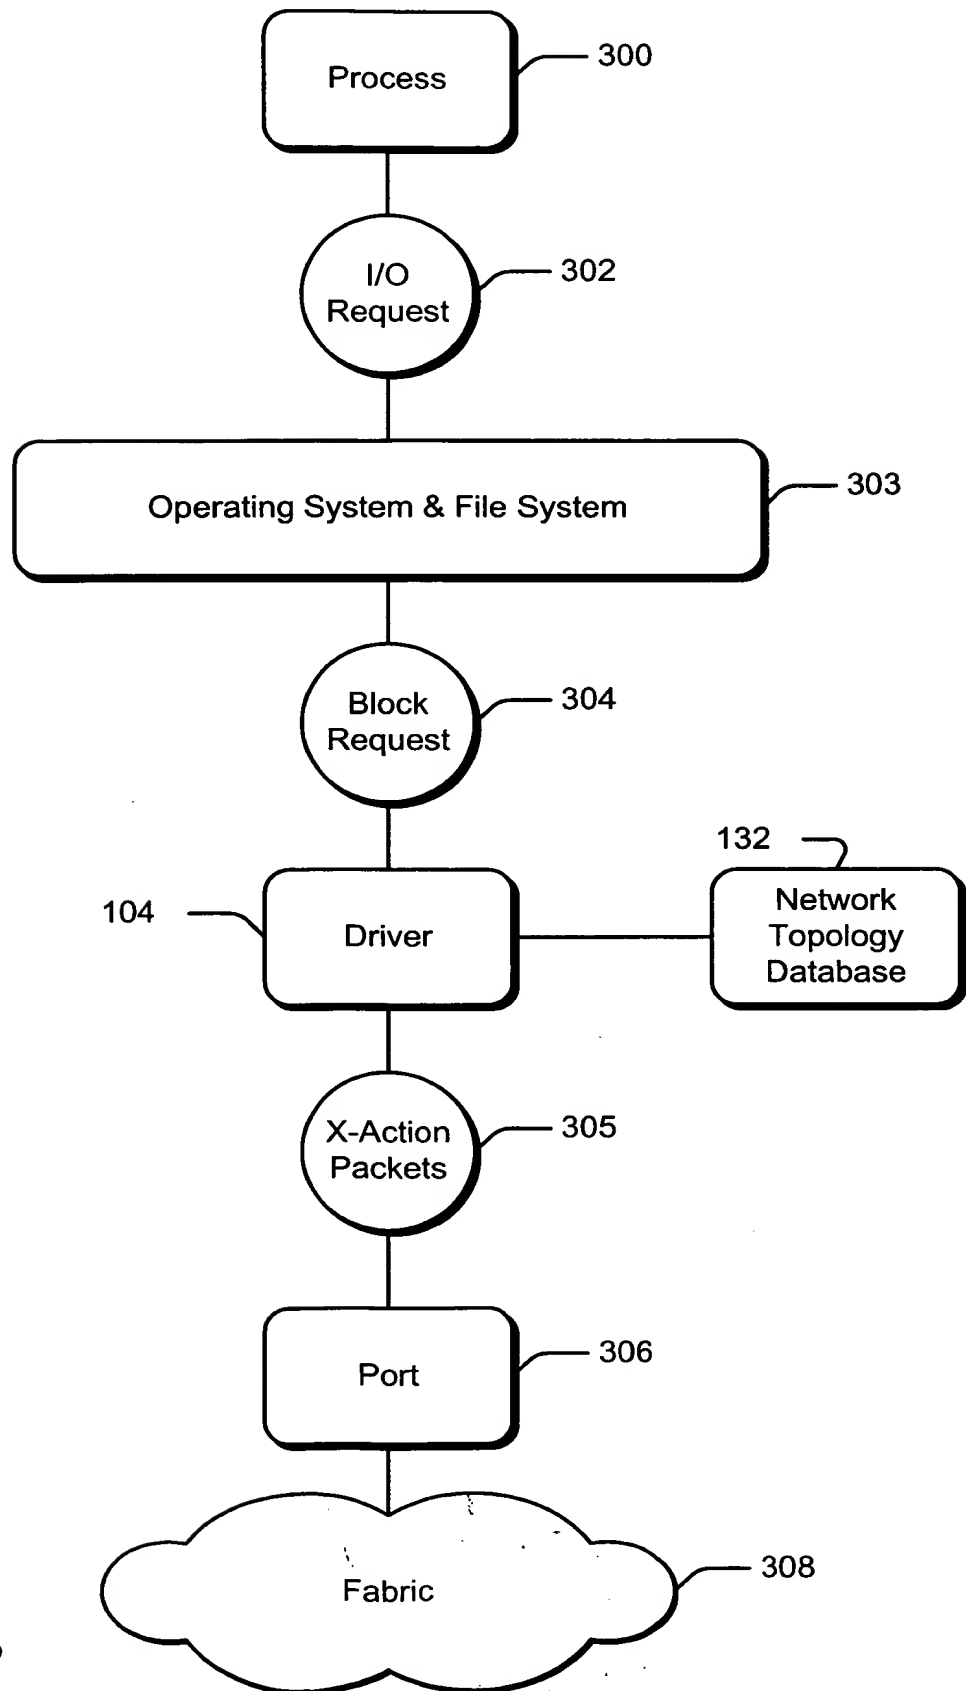 Process
300
I/O
Request
302
Operating System & File System
303
Block
Request
304
132
104
Driver
Network
Topology
Database
X-Action
Packets
305
Port
306
Fabric
308